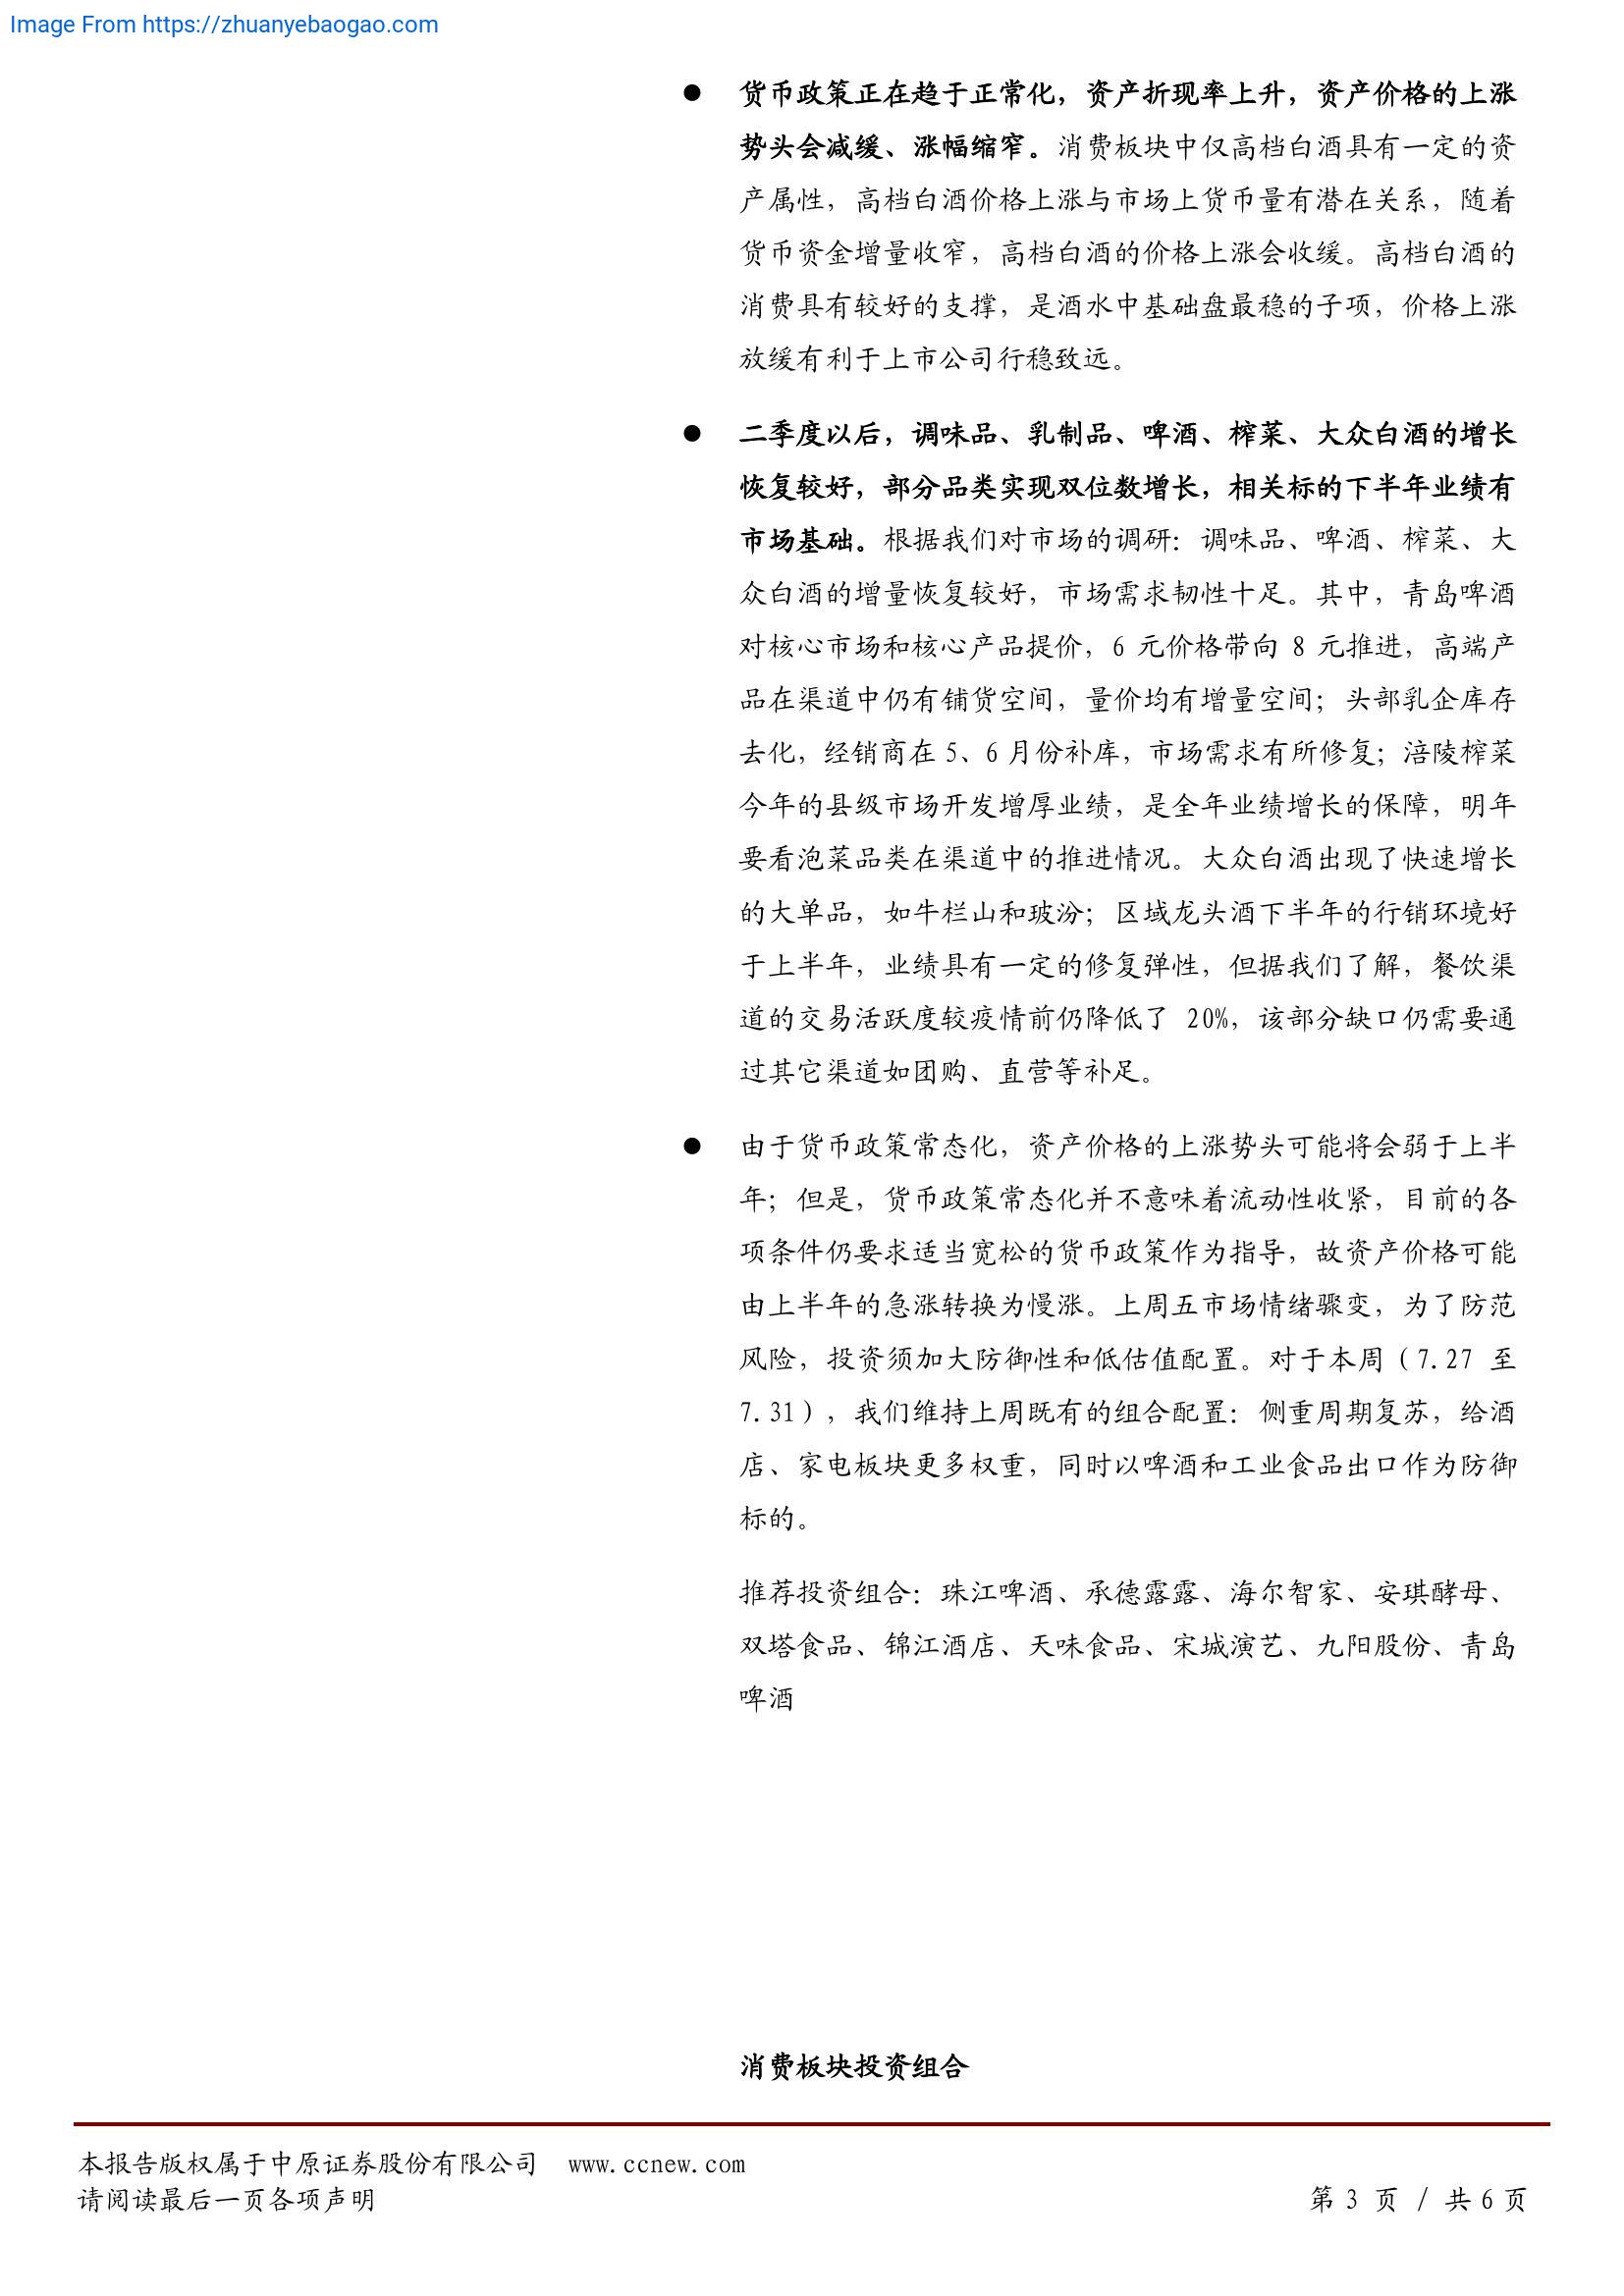 Image From https://zhuanyebaogao.com
● 货币政策正在趋于正常化，资产折现率上升，资产价格的上涨
势头会减缓、涨幅缩窄。消费板块中仅高档白酒具有一定的资
产属性，高档白酒价格上涨与市场上货币量有潜在关系，随着
货币资金增量收窄，高档白酒的价格上涨会收缓。高档白酒的
消费具有较好的支撑，是酒水中基础盘最稳的子项，价格上涨
放缓有利于上市公司行稳致远。
● 二季度以后，调味品、乳制品、啤酒、榨菜、大众白酒的增长
恢复较好，部分品类实现双位数增长，相关标的下半年业绩有
市场基础。根据我们对市场的调研：调味品、啤酒、榨菜、大
众白酒的增量恢复较好，市场需求韧性十足。其中，青岛啤酒
对核心市场和核心产品提价，6 元价格带向 8 元推进，高端产
品在渠道中仍有铺货空间，量价均有增量空间；头部乳企库存
去化，经销商在 5、6 月份补库，市场需求有所修复；涪陵榨菜
今年的县级市场开发增厚业绩，是全年业绩增长的保障，明年
要看泡菜品类在渠道中的推进情况。大众白酒出现了快速增长
的大单品，如牛栏山和玻汾；区域龙头酒下半年的行销环境好
于上半年，业绩具有一定的修复弹性，但据我们了解，餐饮渠
道的交易活跃度较疫情前仍降低了 20%，该部分缺口仍需要通
过其它渠道如团购、直营等补足。
● 由于货币政策常态化，资产价格的上涨势头可能将会弱于上半
年；但是，货币政策常态化并不意味着流动性收紧，目前的各
项条件仍要求适当宽松的货币政策作为指导，故资产价格可能
由上半年的急涨转换为慢涨。上周五市场情绪骤变，为了防范
风险，投资须加大防御性和低估值配置。对于本周（7.27 至
7.31），我们维持上周既有的组合配置：侧重周期复苏，给酒
店、家电板块更多权重，同时以啤酒和工业食品出口作为防御
标的。
推荐投资组合：珠江啤酒、承德露露、海尔智家、安琪酵母、
双塔食品、锦江酒店、天味食品、宋城演艺、九阳股份、青岛
啤酒
消费板块投资组合
本报告版权属于中原证券股份有限公司 www.ccnew.com
请阅读最后一页各项声明 第 3 页 / 共 6 页